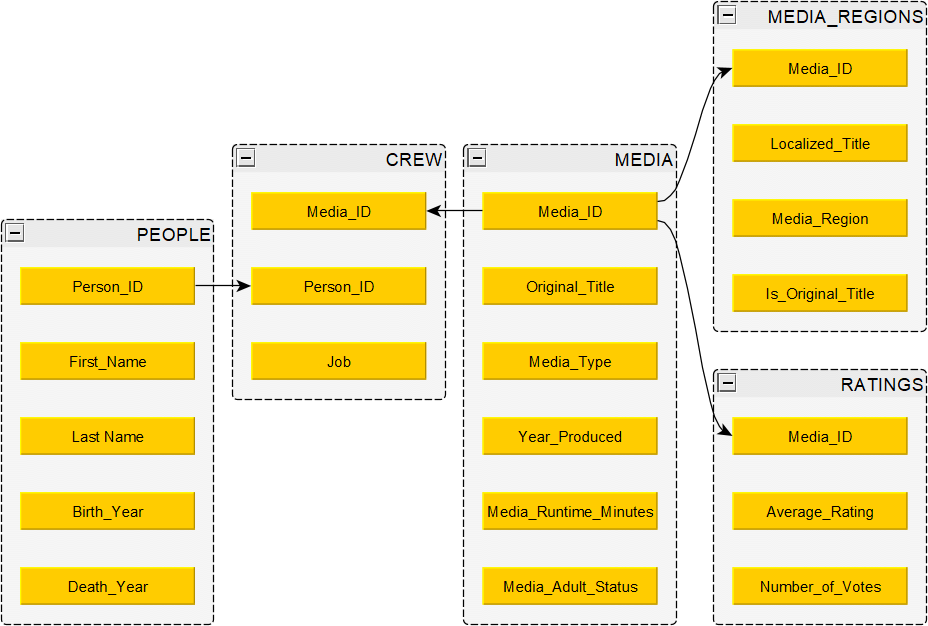 PEOPLE
Person_ID
First_Name
Last Name
Birth_Year
Death_Year
CREW
Media_ID
Person_ID
Job
MEDIA
Media_ID
Original_Title
Media_Type
Year_Produced
Media_Runtime_Minutes
Media_Adult_Status
MEDIA_REGIONS
Media_ID
Localized_Title
Media_Region
Is_Original_Title
RATINGS
Media_ID
Average_Rating
Number_of_Votes